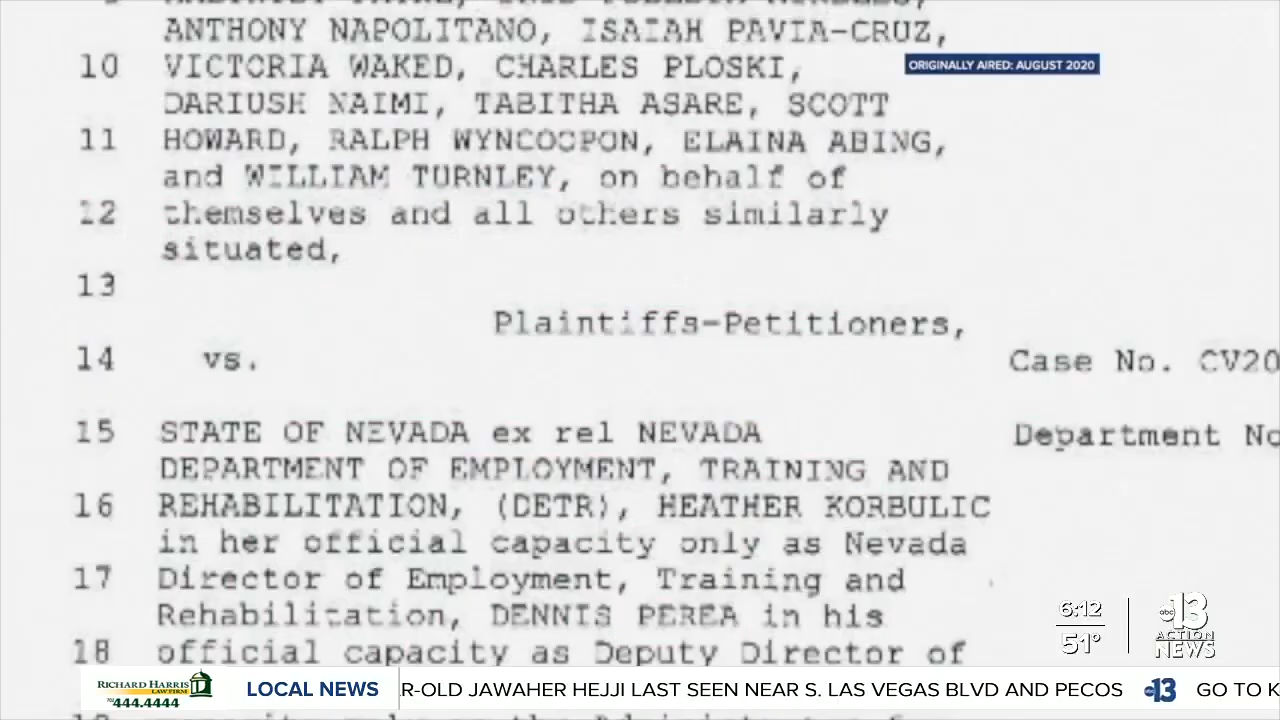 ANTHONY NAPOLITANO, ISAIAH PAVIA-CRUZ,
10 VICTORIA WAKED, CHARLES PLOSKI,
ORIGINALLY AIRED: AUGUST 2020
DARIUSH NAIMI, TABITHA ASARE, SCOTT
11 HOWARD, RALPH WYNCOOPON, ELAINA ABING,
and WILLIAM TURNLEY, on behalf of
12 themselves and all others similarly
situated,
13
Plaintiffs-Petitioners,
14 vs. Case No. CV20
15 STATE OF NEVADA ex rel NEVADA Department No
DEPARTMENT OF EMPLOYMENT, TRAINING AND
16 REHABILITATION, (DETR), HEATHER KORBULIC
in her official capacity only as Nevada
17 Director of Employment, Training and
Rehabilitation, DENNIS PEREA in his
18 official capacity as Deputy Director of
6:12
51°
abc 13
ACTION
NEWS
RICHARD HARRIS
LAW FIRM
444.4444
LOCAL NEWS
R-OLD JAWAHER HEJJI LAST SEEN NEAR S. LAS VEGAS BLVD AND PECOS abc 13 GO TO K